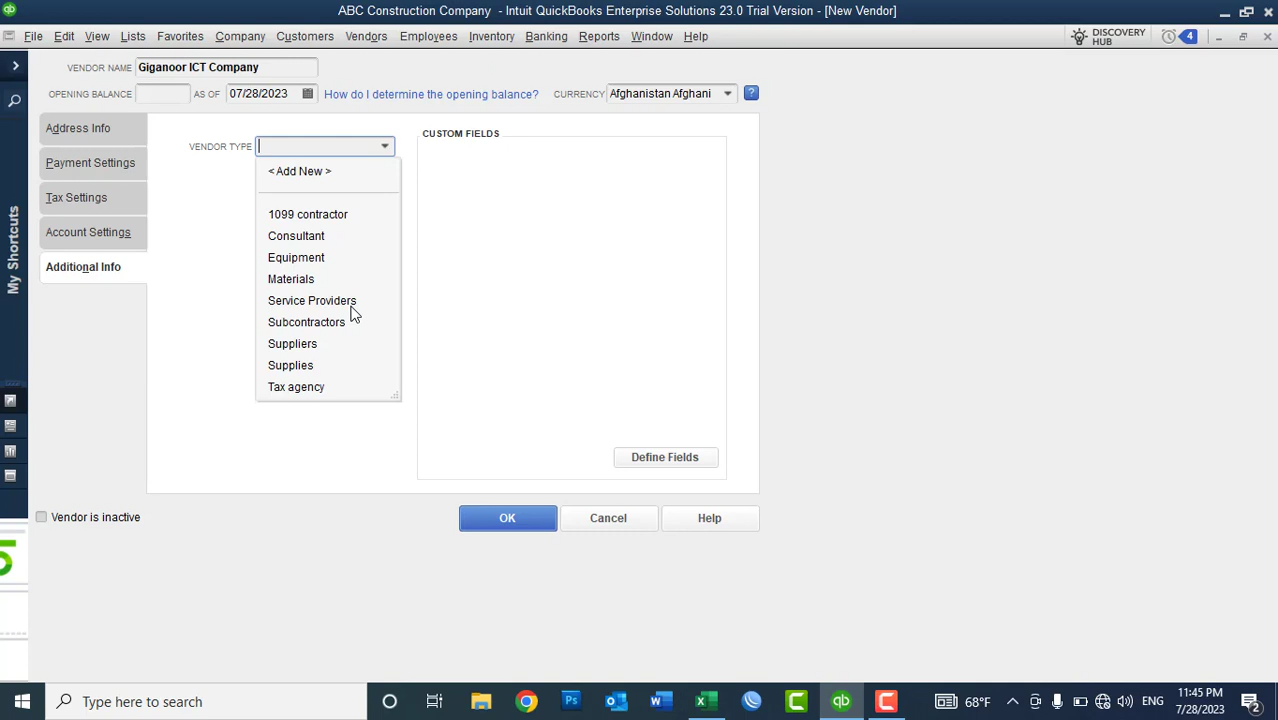 ABC Construction Company - Intuit QuickBooks Enterprise Solutions 23.0 Trial Version - [New Vendor]
File Edit View Lists Favorites Company Customers Vendors Employees Inventory Banking Reports Window Help
DISCOVERY HUB 4
VENDOR NAME Giganoor ICT Company
OPENING BALANCE AS OF 07/28/2023 How do I determine the opening balance? CURRENCY Afghanistan Afghani ?
My Shortcuts
Address Info
Payment Settings
Tax Settings
Account Settings
Additional Info
VENDOR TYPE
< Add New >
1099 contractor
Consultant
Equipment
Materials
Service Providers
Subcontractors
Suppliers
Supplies
Tax agency
CUSTOM FIELDS
Define Fields
Vendor is inactive
OK Cancel Help
Type here to search
68°F ENG 11:45 PM 7/28/2023 2